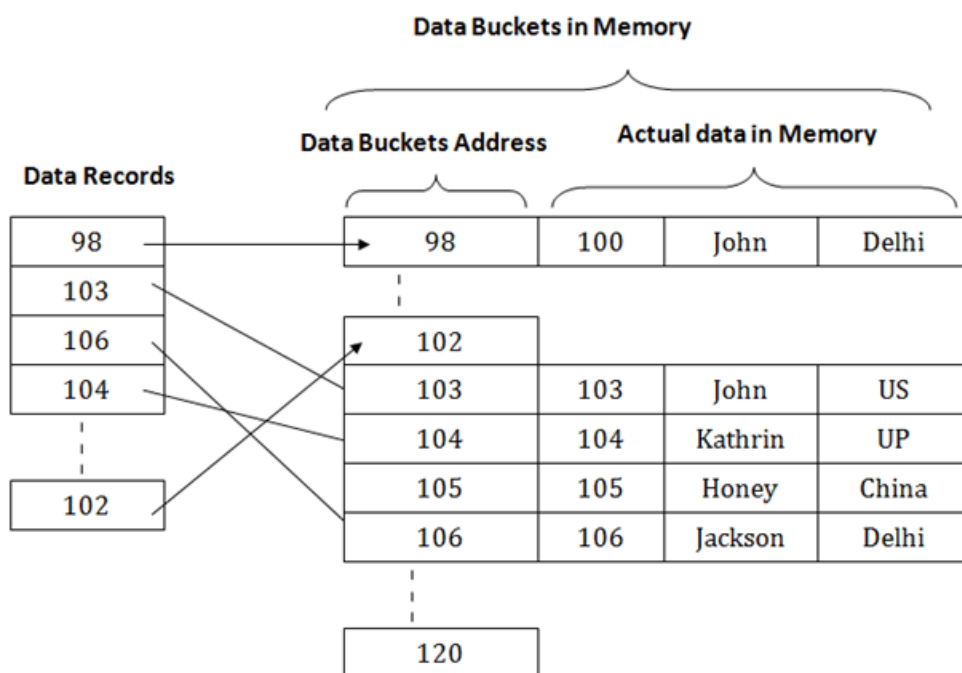 Data Buckets in Memory
Data Buckets Address
Actual data in Memory
Data Records
98
103
106
104
102
98 100 John Delhi
102
103 103 John US
104 104 Kathrin UP
105 105 Honey China
106 106 Jackson Delhi
120